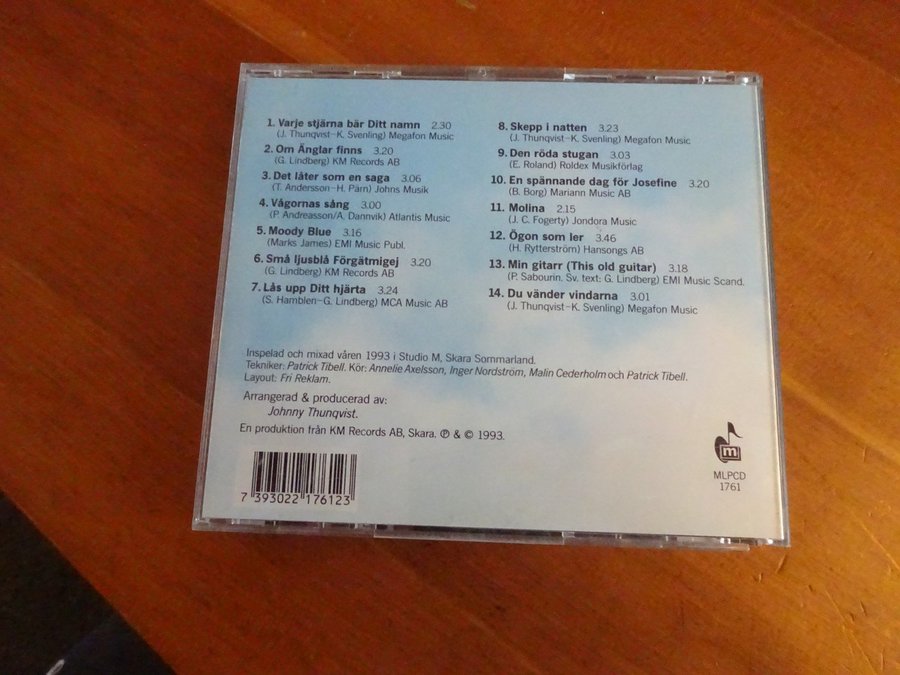 1. Varje stjärna bär Ditt namn 2.30
(J. Thunqvist–K. Svenling) Megafon Music
2. Om Änglar finns 3.20
(G. Lindberg) KM Records AB
3. Det låter som en saga 3.06
(T. Andersson–H. Pärn) Johns Musik
4. Vågornas sång 3.00
(P. Andreasson/A. Dannvik) Atlantis Music
5. Moody Blue 3.16
(Marks James) EMI Music Publ.
6. Små ljusblå Förgätmigej 3.20
(G. Lindberg) KM Records AB
7. Lås upp Ditt hjärta 3.24
(S. Hamblen–G. Lindberg) MCA Music AB
8. Skepp i natten 3.23
(J. Thunqvist–K. Svenling) Megafon Music
9. Den röda stugan 3.03
(E. Roland) Roldex Musikförlag
10. En spännande dag för Josefine 3.20
(B. Borg) Mariann Music AB
11. Molina 2.15
(J. C. Fogerty) Jondora Music
12. Ögon som ler 3.46
(H. Rytterström) Hansongs AB
13. Min gitarr (This old guitar) 3.18
(P. Sabourin. Sv. text: G. Lindberg) EMI Music Scand.
14. Du vänder vindarna 3.01
(J. Thunqvist–K. Svenling) Megafon Music
Inspelad och mixad våren 1993 i Studio M, Skara Sommarland.
Tekniker: Patrick Tibell. Kör: Annelie Axelsson, Inger Nordström, Malin Cederholm och Patrick Tibell.
Layout: Fri Reklam.
Arrangerad & producerad av:
Johnny Thunqvist.
En produktion från KM Records AB, Skara. ℗ & © 1993.
7 393022 176123
m
MLPCD
1761